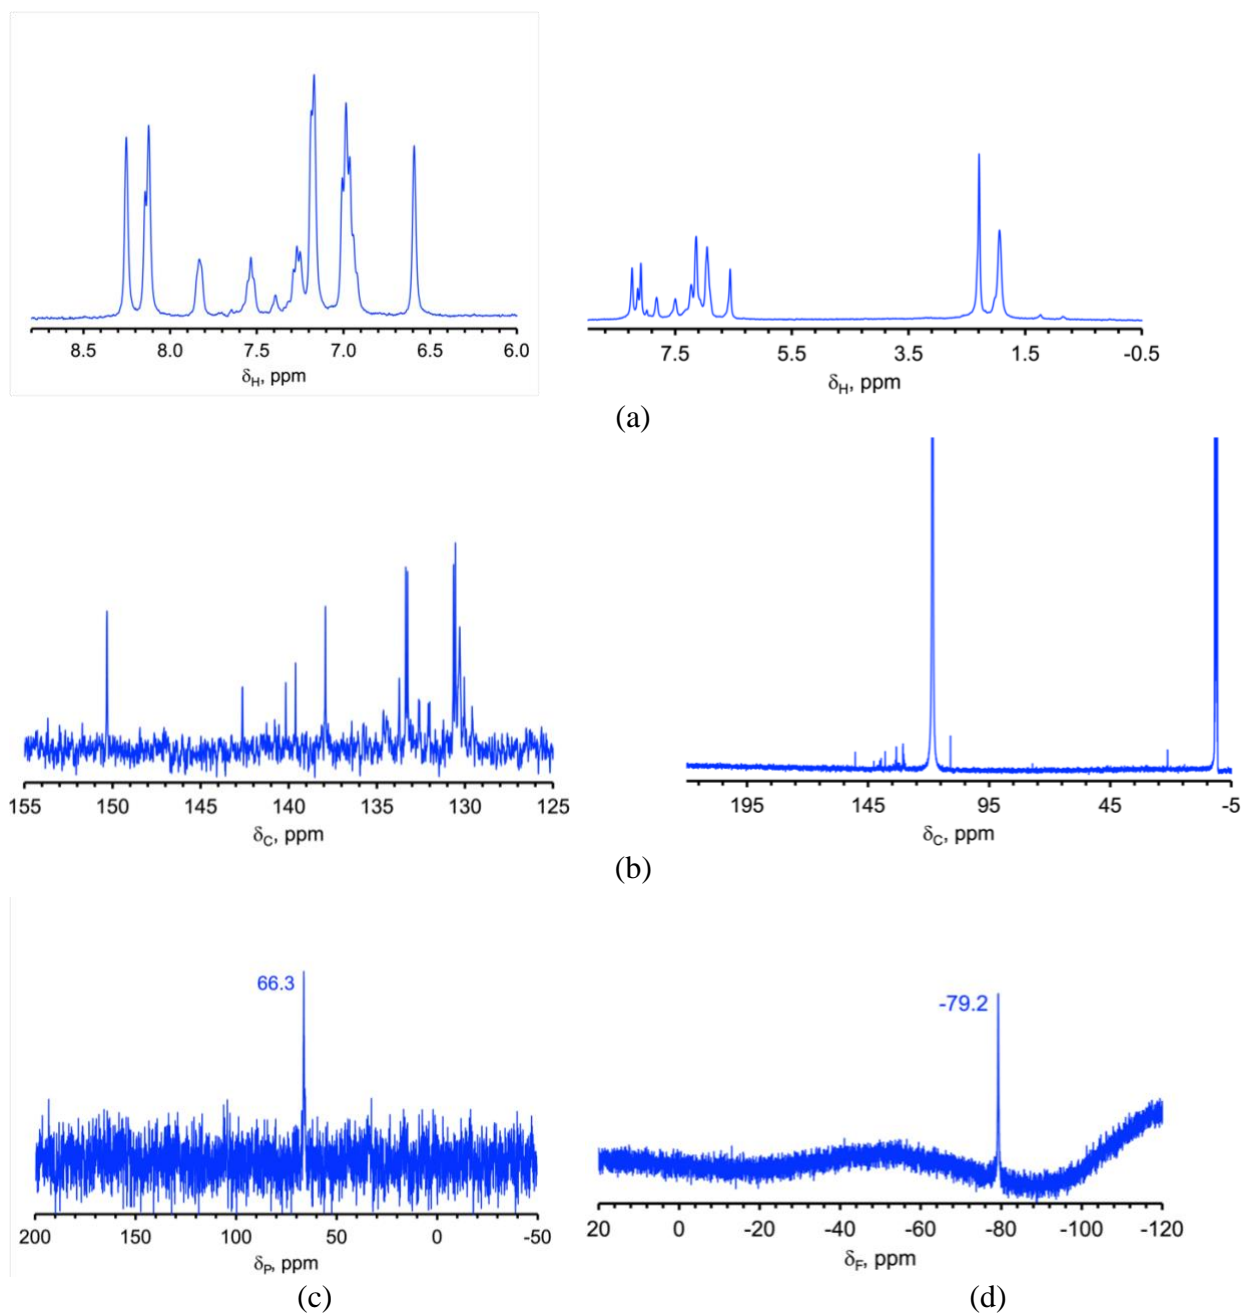 8.5 8.0 7.5 7.0 6.5 6.0
δH, ppm
7.5 5.5 3.5 1.5 -0.5
δH, ppm
(a)
155 150 145 140 135 130 125
δC, ppm
195 145 95 45 -5
δC, ppm
(b)
66.3
200 150 100 50 0 -50
δP, ppm
-79.2
20 0 -20 -40 -60 -80 -100 -120
δF, ppm
(c) (d)